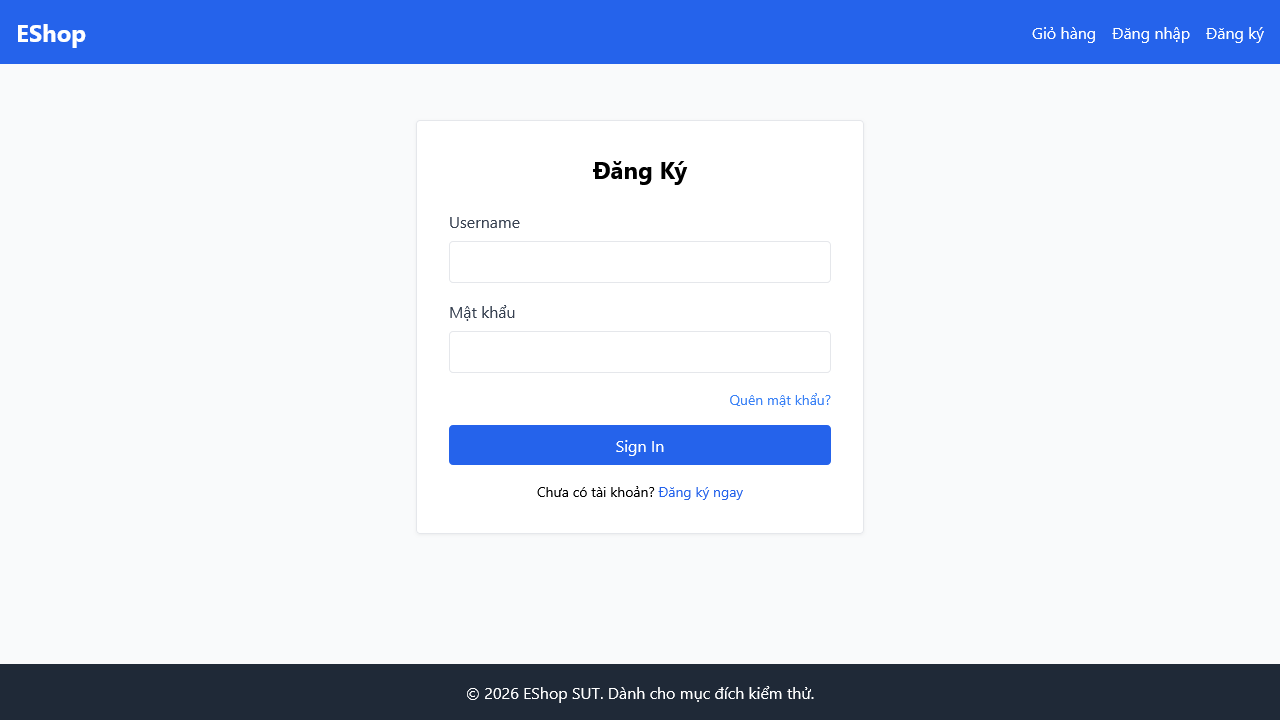 EShop
Giỏ hàng Đăng nhập Đăng ký
Đăng Ký
Username
Mật khẩu
Quên mật khẩu?
Sign In
Chưa có tài khoản? Đăng ký ngay
© 2026 EShop SUT. Dành cho mục đích kiểm thử.